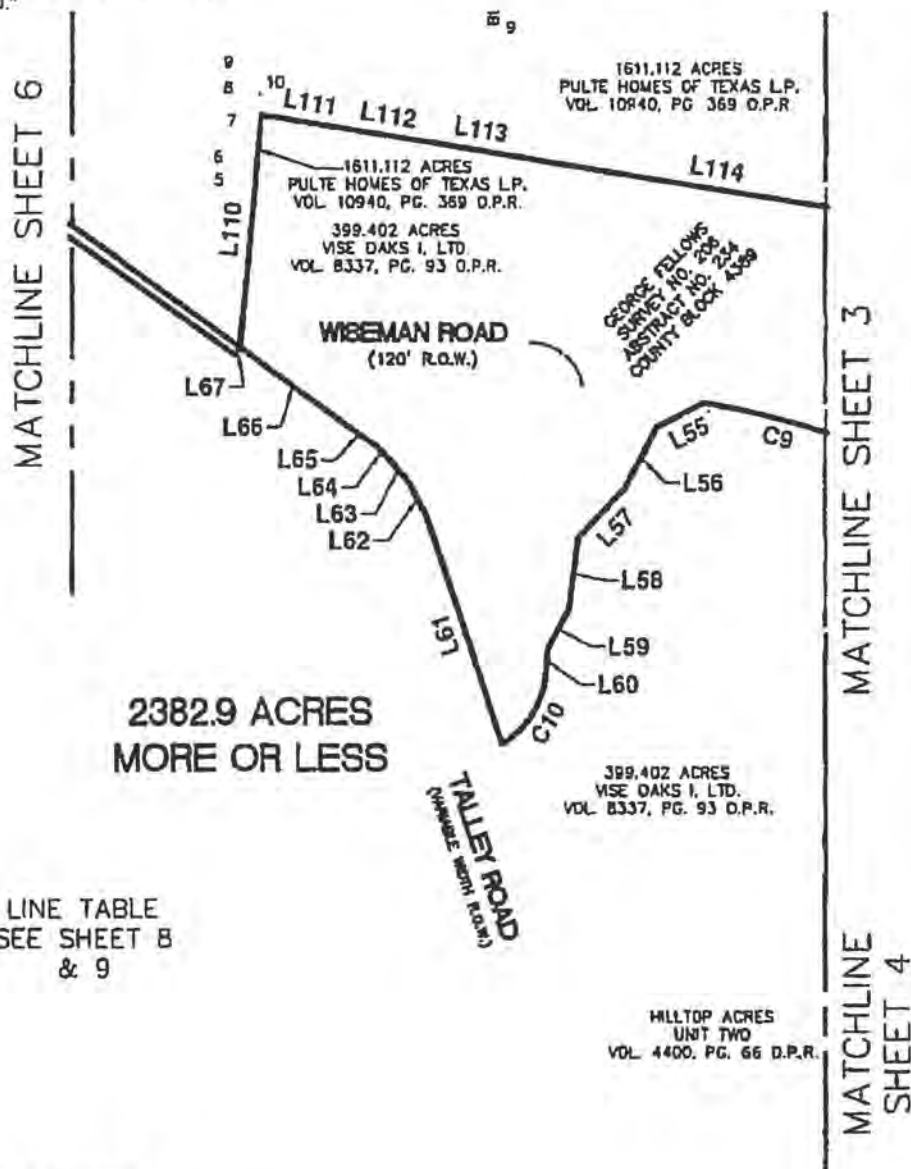 MATCHLINE SHEET 6
9
9
8
10
7
6
5
L111
L112
L113
L114
1611.112 ACRES
PULTE HOMES OF TEXAS L.P.
VOL. 10940, PG 369 O.P.R.
1611.112 ACRES
PULTE HOMES OF TEXAS L.P.
VOL. 10940, PG. 369 O.P.R.
L110
399.402 ACRES
VISE OAKS I, LTD.
VOL. 8337, PG. 93 O.P.R.
GEORGE FELLOWS
SURVEY NO. 206
ABSTRACT NO. 234
COUNTY BLOCK 4389
WISEMAN ROAD
(120' R.O.W.)
MATCHLINE SHEET 3
L67
L66
L65
L64
L63
L62
L61
L55
C9
L56
L57
L58
L59
L60
C10
2382.9 ACRES
MORE OR LESS
399.402 ACRES
VISE OAKS I, LTD.
VOL. 8337, PG. 93 O.P.R.
TALLEY ROAD
(VARIABLE WIDTH R.O.W.)
LINE TABLE
SEE SHEET 8
& 9
HILLTOP ACRES
UNIT TWO
VOL. 4400, PG. 66 D.P.R.
MATCHLINE
SHEET 4